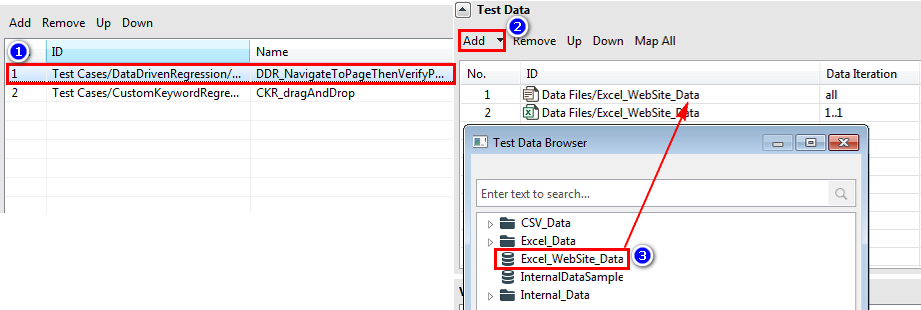 Add Remove Up Down
1 ID Name
1 Test Cases/DataDrivenRegression/... DDR_NavigateToPageThenVerifyP...
2 Test Cases/CustomKeywordRegre... CKR_dragAndDrop
Test Data
2
Add Remove Up Down Map All
No. ID Data Iteration
1 Data Files/Excel_WebSite_Data all
2 Data Files/Excel_WebSite_Data 1..1
Test Data Browser
Enter text to search...
CSV_Data
Excel_Data
Excel_WebSite_Data 3
InternalDataSample
Internal_Data